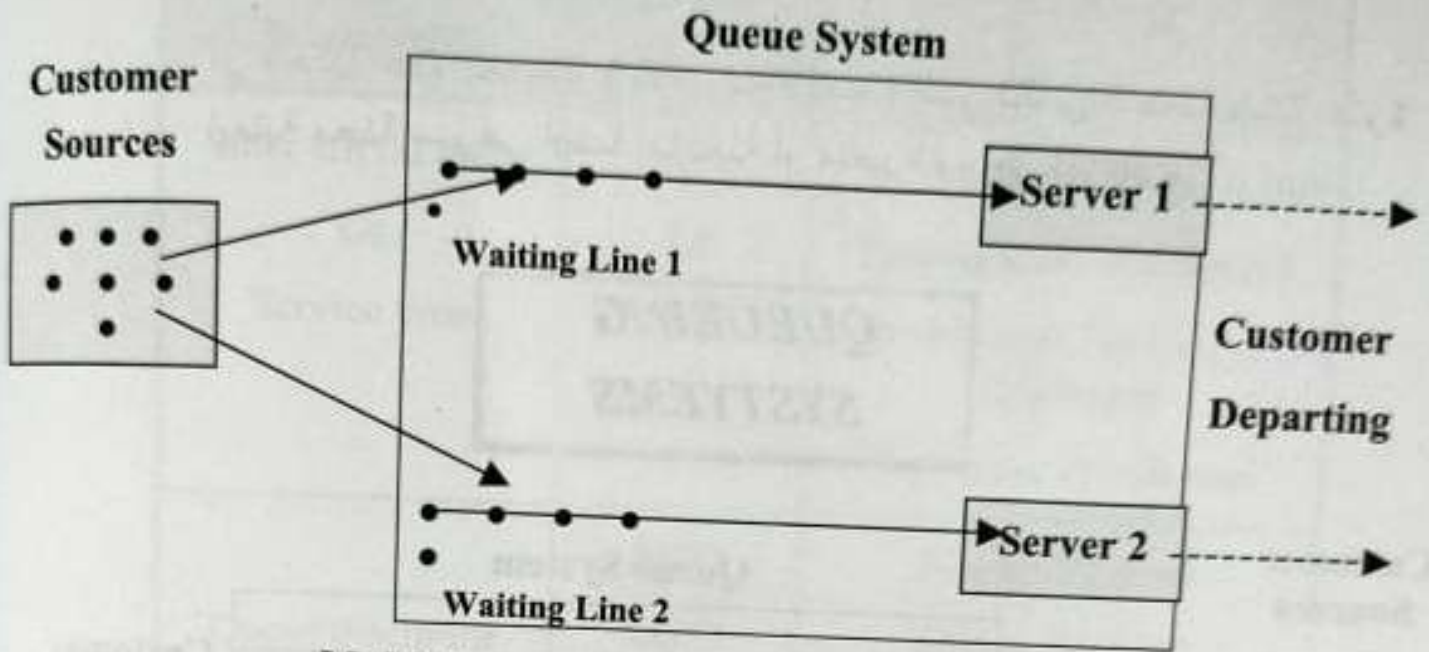 Queue System
Customer
Sources
Server 1
Waiting Line 1
Customer
Departing
Server 2
Waiting Line 2